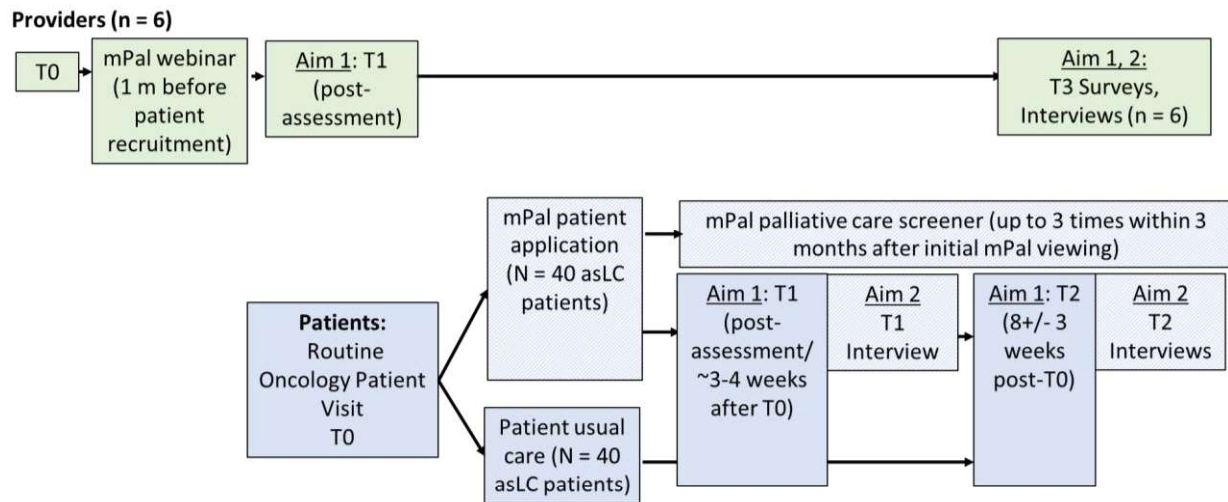 Providers (n = 6)
T0
mPal webinar
(1 m before
patient
recruitment)
Aim 1: T1
(post-
assessment)
Aim 1, 2:
T3 Surveys,
Interviews (n = 6)
Patients:
Routine
Oncology Patient
Visit
T0
mPal patient
application
(N = 40 asLC
patients)
Patient usual
care (N = 40
asLC patients)
mPal palliative care screener (up to 3 times within 3
months after initial mPal viewing)
Aim 1: T1
(post-
assessment/
~3-4 weeks
after T0)
Aim 2
T1
Interview
Aim 1: T2
(8+/- 3
weeks
post-T0)
Aim 2
T2
Interviews